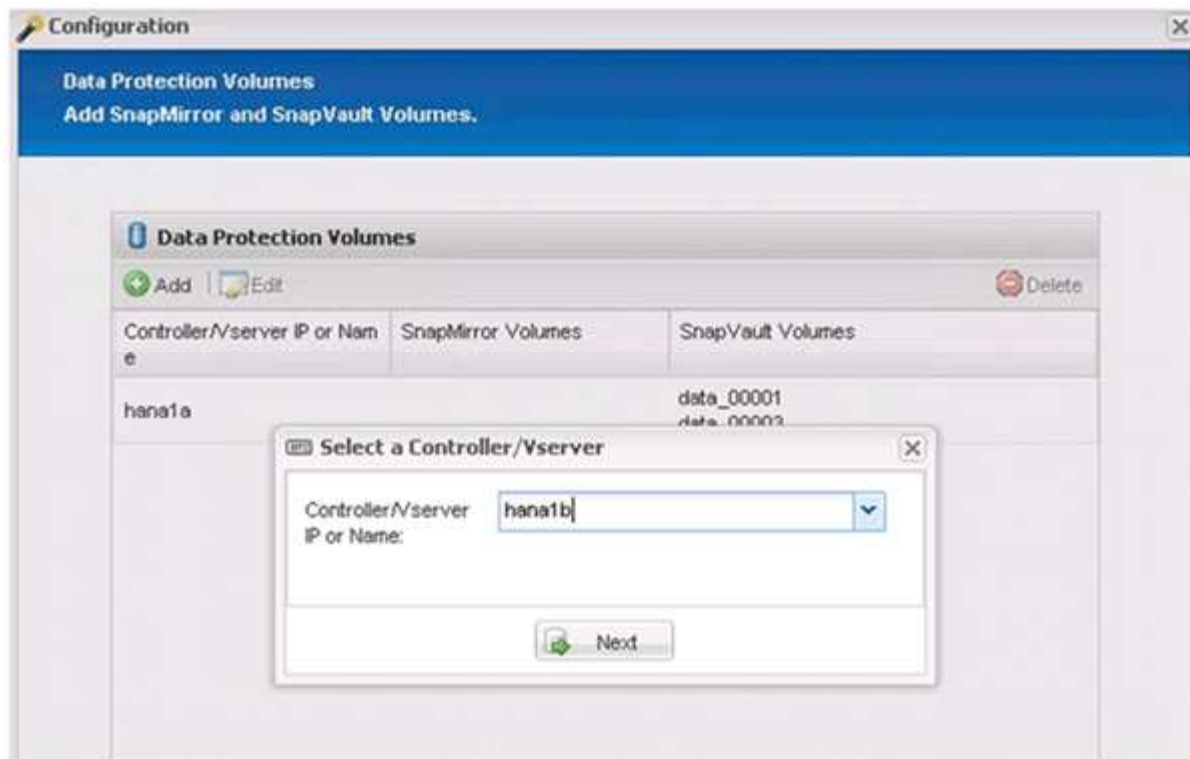 Configuration
Data Protection Volumes
Add SnapMirror and SnapVault Volumes.
Data Protection Volumes
Add
Edit
Delete
Controller/Vserver IP or Nam
e
SnapMirror Volumes
SnapVault Volumes
hana1a
data_00001
data_00003
Select a Controller/Vserver
Controller/Vserver
IP or Name:
hana1b
Next